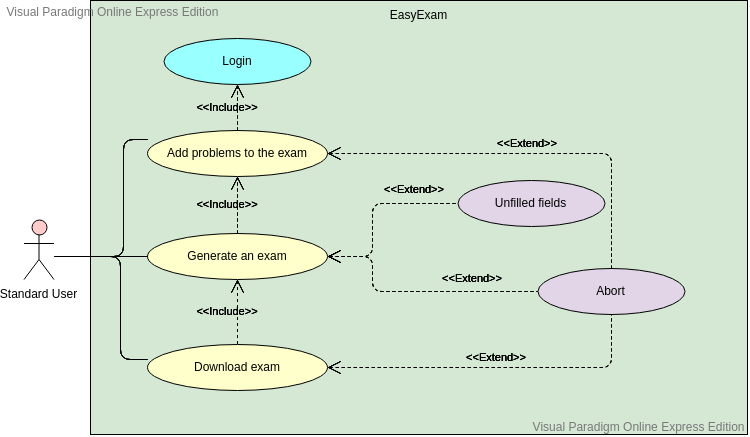 Visual Paradigm Online Express Edition
EasyExam
Login
<<Include>>
Add problems to the exam
<<Extend>>
<<Extend>>
<<Include>>
Unfilled fields
Generate an exam
<<Extend>>
Abort
Standard User
<<Include>>
<<Extend>>
Download exam
Visual Paradigm Online Express Edition